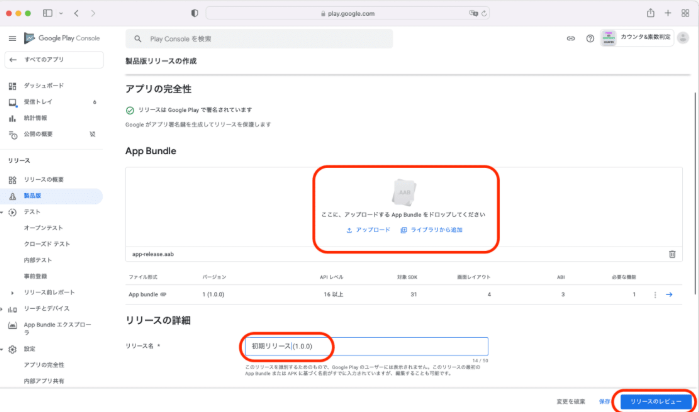 play.google.com
Google Play Console
Play Console を検索
カウンタ&素数判定
すべてのアプリ
製品版リリースの作成
ダッシュボード
受信トレイ 6
統計情報
公開の概要
リリース
リリースの概要
製品版
テスト
オープンテスト
クローズド テスト
内部テスト
事前登録
リリース前レポート
リーチとデバイス
App Bundle エクスプローラ
設定
アプリの完全性
内部アプリ共有
アプリの完全性
リリースは Google Play で署名されています
Google がアプリ署名鍵を生成してリリースを保護します
App Bundle
AAB
ここに、アップロードする App Bundle をドロップしてください
アップロード ライブラリから追加
app-release.aab
ファイル形式 バージョン API レベル 対象 SDK 画面レイアウト ABI 必要な機能
App bundle 1 (1.0.0) 16 以上 31 4 3 1
リリースの詳細
リリース名 *
初期リリース(1.0.0)
14 / 50
このリリースを識別するためのもので、Google Play のユーザーには表示されません。このリリースの最初の
App Bundle または APK に基づく名前がすでに入力されていますが、編集することも可能です。
変更を破棄 保存 リリースのレビュー